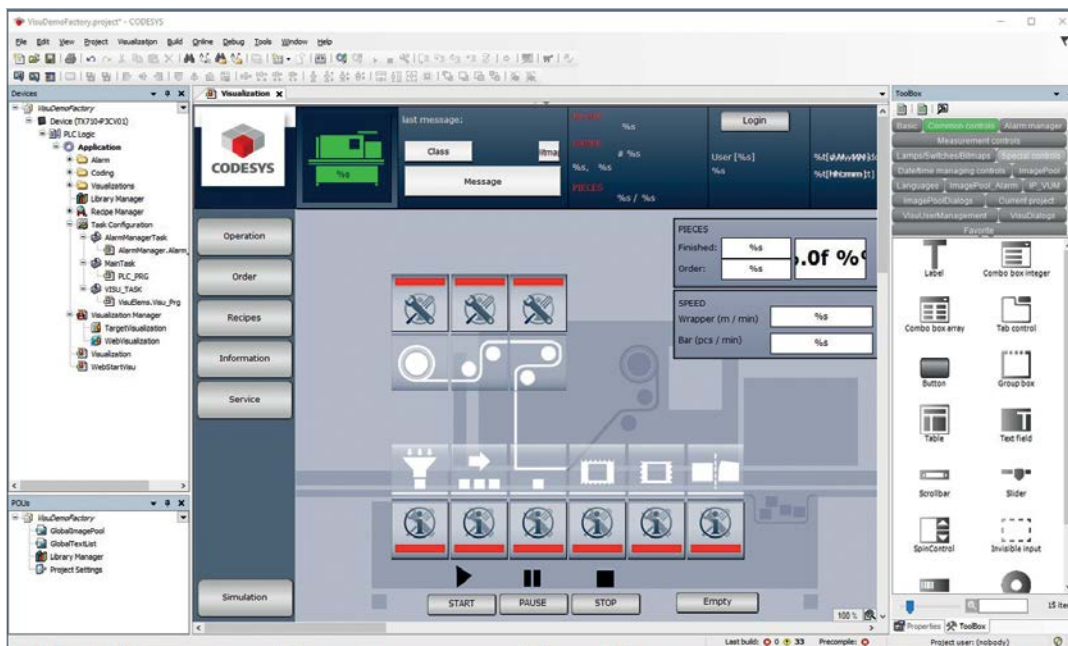 VisuDemoFactory.project* - CODESYS
File Edit View Project Visualization Build Online Debug Tools Window Help
Devices
VisuDemoFactory
Device (TX710-P3CV01)
PLC Logic
Application
Alarm
Coding
Visualizations
Library Manager
Recipe Manager
Task Configuration
AlarmManagerTask
AlarmManager.Alarm_
MainTask
PLC_PRG
VISU_TASK
VisuElems.Visu_Prg
Visualization Manager
TargetVisualization
WebVisualization
Visualization
WebStartVisu
POUs
VisuDemoFactory
GlobalImagePool
GlobalTextList
Library Manager
Project Settings
Visualization
CODESYS
%s
last message:
Class
Message
%s
# %s
%s, %s
PIECES
%s / %s
Login
User [%s]
%s
Operation
Order
Recipes
Information
Service
Simulation
PIECES
Finished: %s
Order: %s
SPEED
Wrapper (m / min) %s
Bar (pcs / min) %s
START
PAUSE
STOP
Empty
100 %
ToolBox
Basic Common controls Alarm manager
Measurement controls
Lamps/Switches/Bitmaps Special controls
Date/time managing controls ImagePool
Languages ImagePool_Alarm IP_VUM
ImagePoolDialogs Current project
VisuUserManagement VisuDialogs
Favorite
Label
Combo box integer
Combo box array
Tab control
Button
Group box
Table
Text field
Scrollbar
Slider
SpinControl
Invisible input
15 ite
Properties ToolBox
Last build: 0 33 Precompile:
Project user: (nobody)